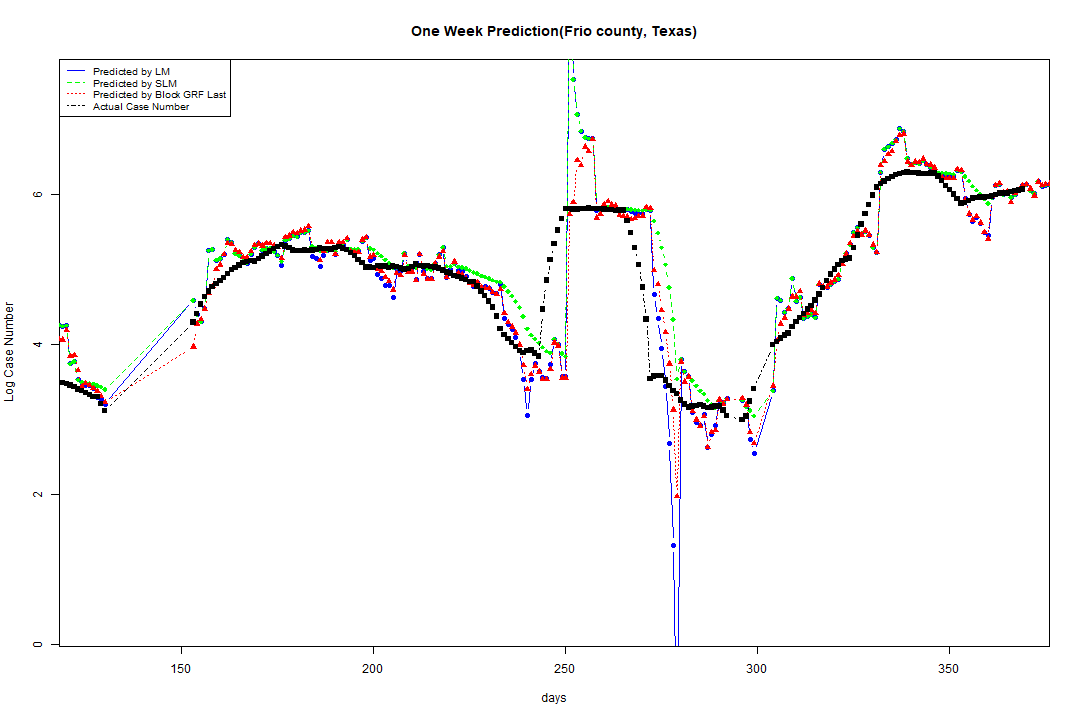 One Week Prediction(Frio county, Texas)
Predicted by LM
Predicted by SLM
Predicted by Block GRF Last
Actual Case Number
Log Case Number
6
4
2
0
150 200 250 300 350
days